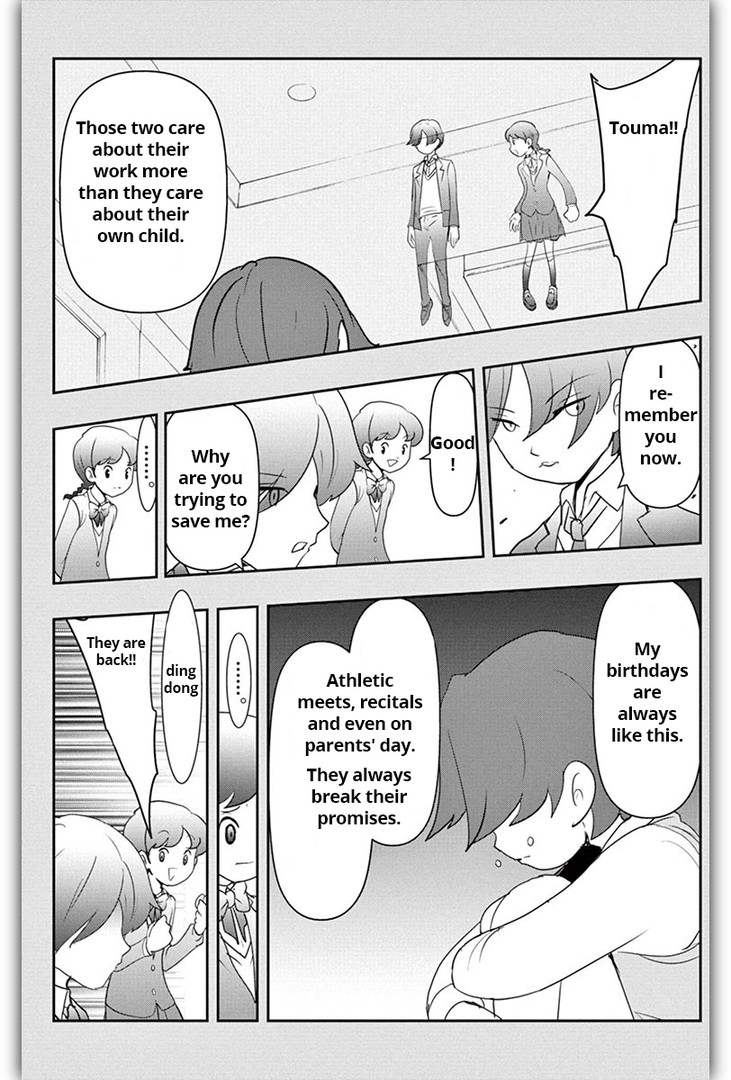 Touma!!
Those two care
about their
work more
than they care
about their
own child.
I
re-
member
you
now.
Good
!
Why
are you
trying to
save me?
.....
My
birthdays
are
always
like this.
Athletic
meets, recitals
and even on
parents' day.
They always
break their
promises.
.....
ding
dong
They are
back!!